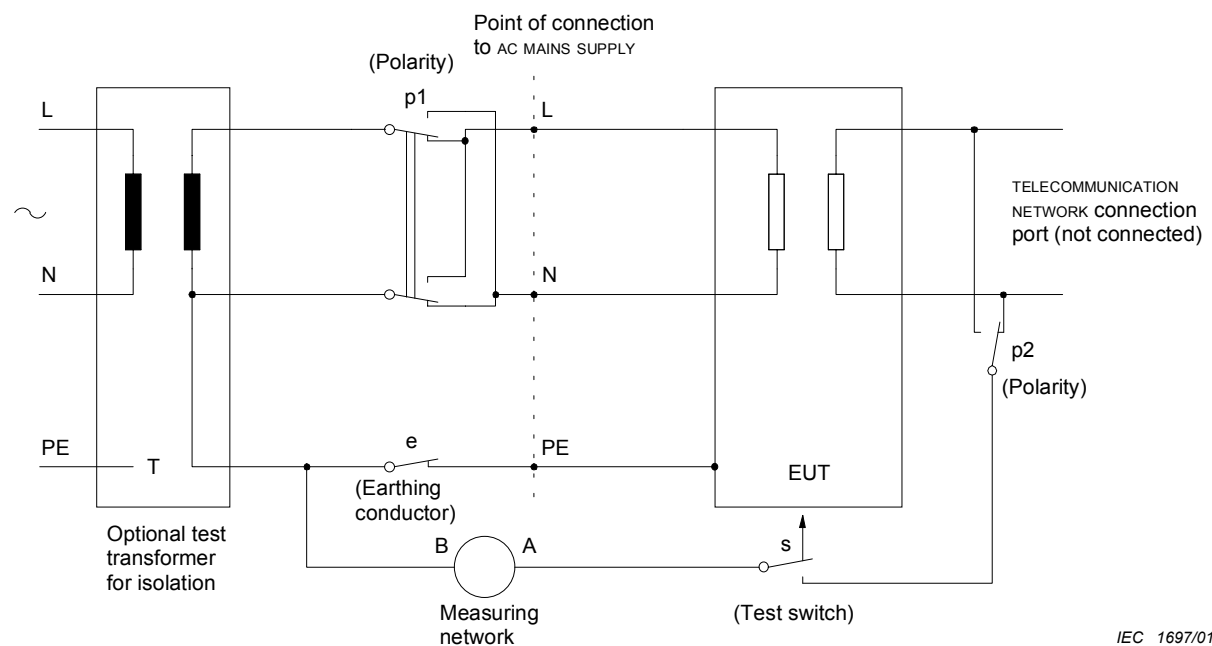 Point of connection
to AC MAINS SUPPLY
(Polarity)
p1
L
L
N
N
TELECOMMUNICATION
NETWORK connection
port (not connected)
p2
(Polarity)
PE
T
e
PE
EUT
(Earthing
conductor)
Optional test
transformer
for isolation
B
A
s
Measuring
network
(Test switch)
IEC 1697/01